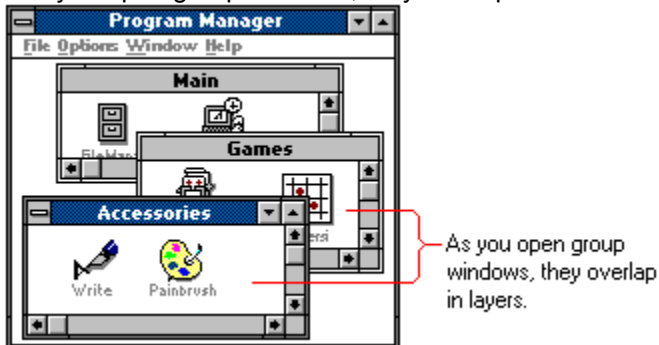 Program Manager
File Options Window Help
Main
Games
Accessories
Write Painbrush
As you open group
windows, they overlap
in layers.